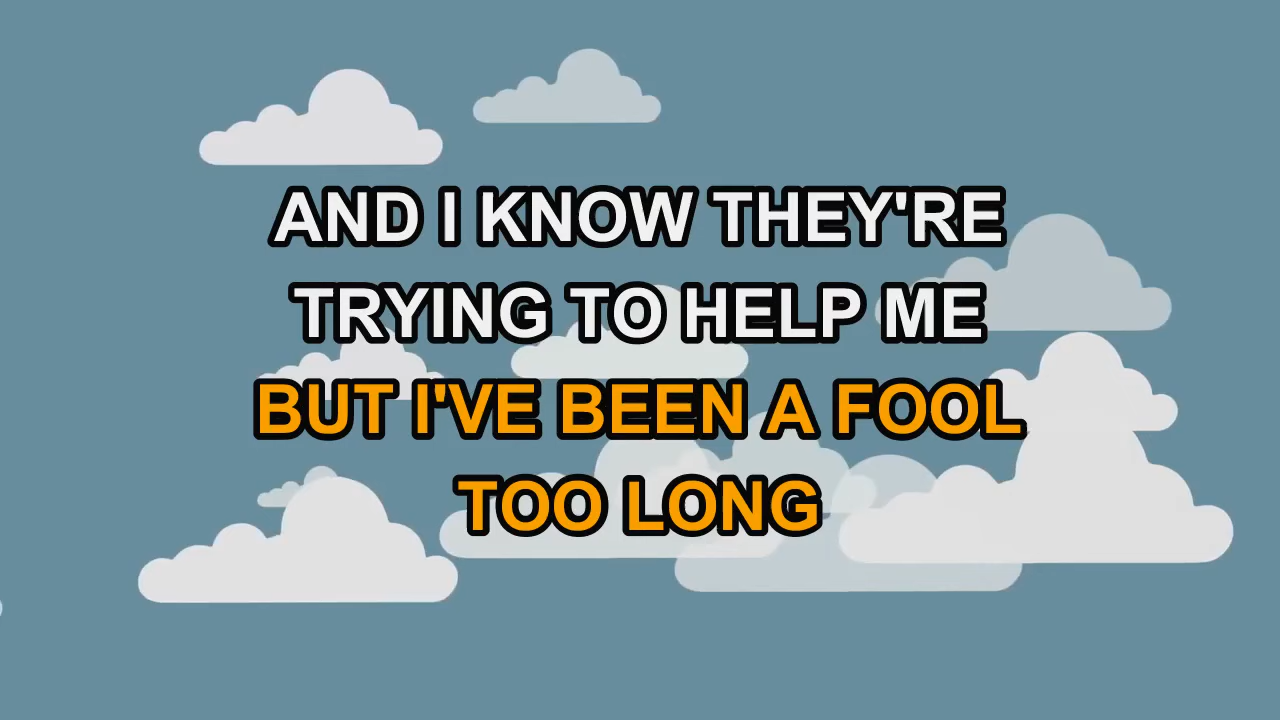 AND I KNOW THEY'RE
TRYING TO HELP ME
BUT I'VE BEEN A FOOL
TOO LONG